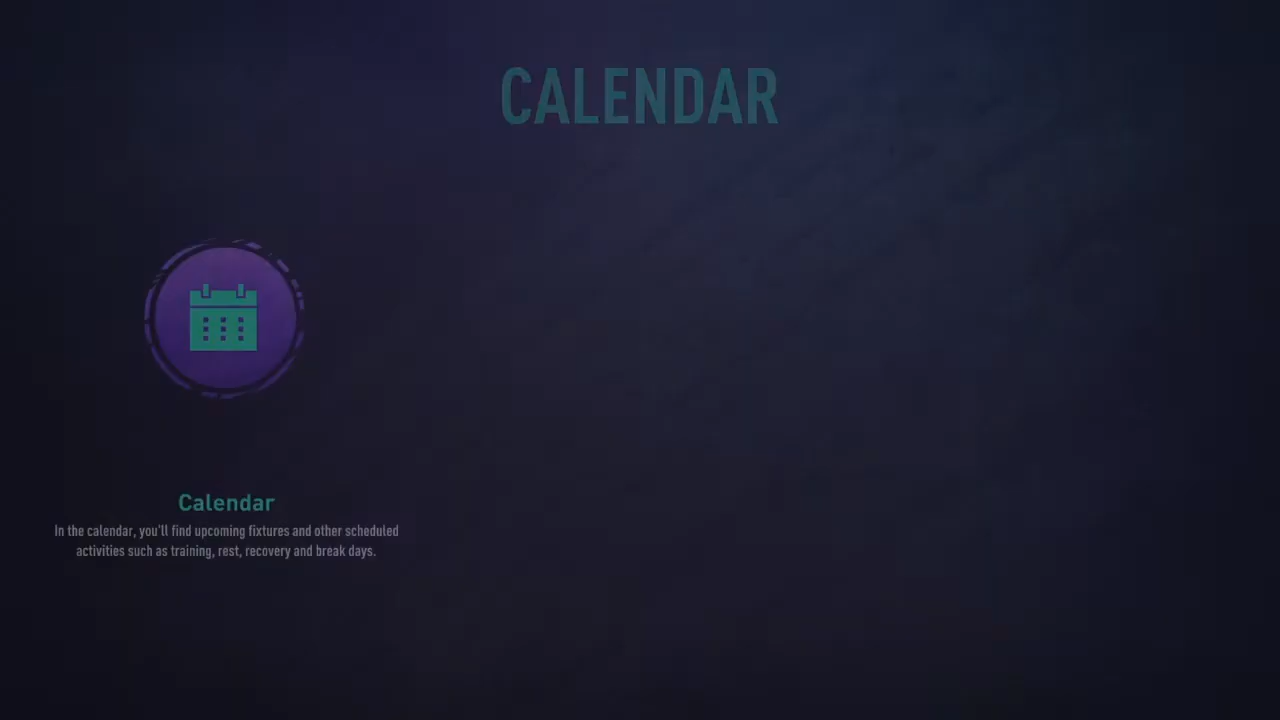 CALENDAR
Calendar
In the calendar, you'll find upcoming fixtures and other scheduled
activities such as training, rest, recovery and break days.